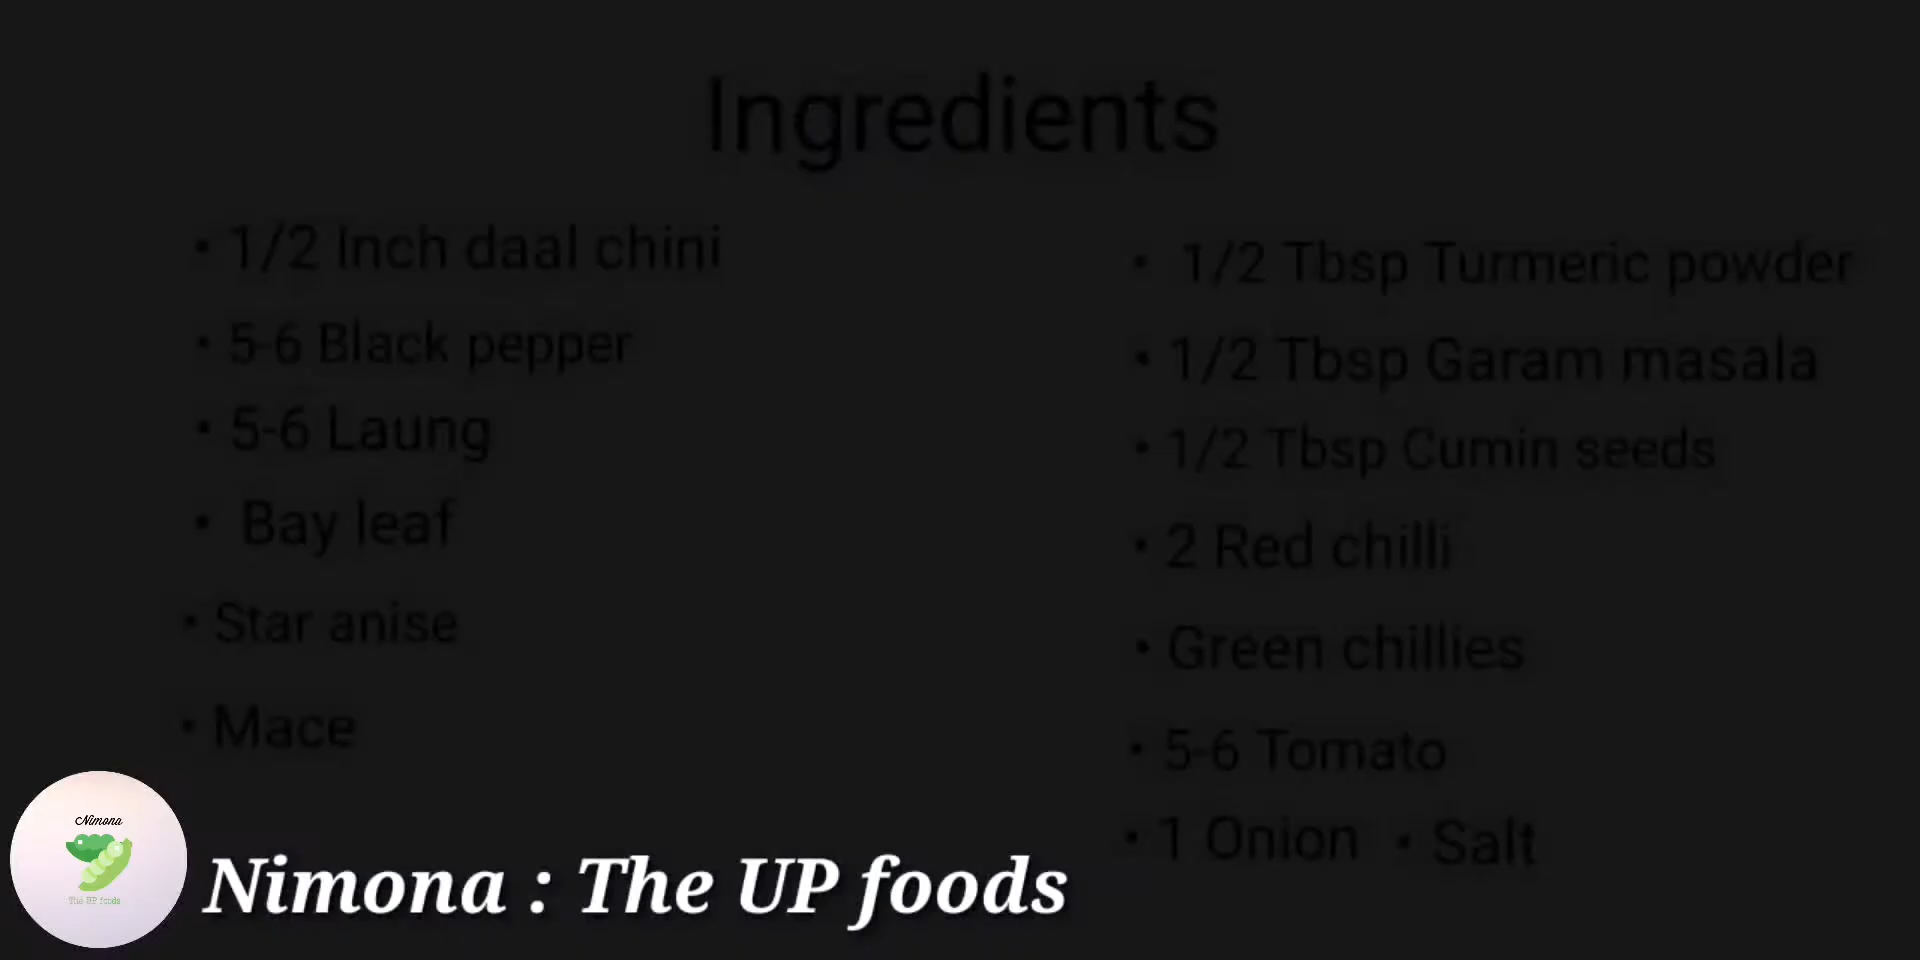 Ingredients
• 1/2 Inch daal chini
• 5-6 Black pepper
• 5-6 Laung
• Bay leaf
• Star anise
• Mace
• 1/2 Tbsp Turmeric powder
• 1/2 Tbsp Garam masala
• 1/2 Tbsp Cumin seeds
• 2 Red chilli
• Green chillies
• 5-6 Tomato
• 1 Onion • Salt
Nimona
The UP foods
Nimona : The UP foods